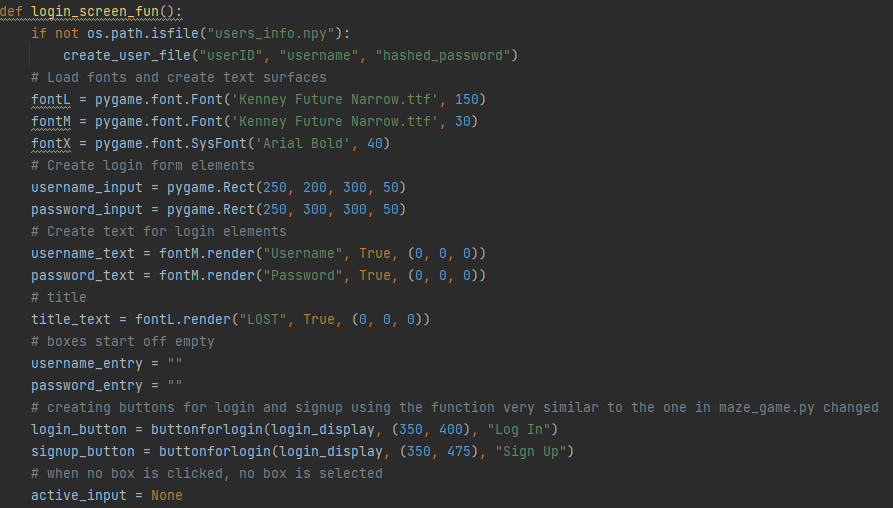 def login_screen_fun():
    if not os.path.isfile("users_info.npy"):
        create_user_file("userID", "username", "hashed_password")
    # Load fonts and create text surfaces
    fontL = pygame.font.Font('Kenney Future Narrow.ttf', 150)
    fontM = pygame.font.Font('Kenney Future Narrow.ttf', 30)
    fontX = pygame.font.SysFont('Arial Bold', 40)
    # Create login form elements
    username_input = pygame.Rect(250, 200, 300, 50)
    password_input = pygame.Rect(250, 300, 300, 50)
    # Create text for login elements
    username_text = fontM.render("Username", True, (0, 0, 0))
    password_text = fontM.render("Password", True, (0, 0, 0))
    # title
    title_text = fontL.render("LOST", True, (0, 0, 0))
    # boxes start off empty
    username_entry = ""
    password_entry = ""
    # creating buttons for login and signup using the function very similar to the one in maze_game.py changed
    login_button = buttonforlogin(login_display, (350, 400), "Log In")
    signup_button = buttonforlogin(login_display, (350, 475), "Sign Up")
    # when no box is clicked, no box is selected
    active_input = None